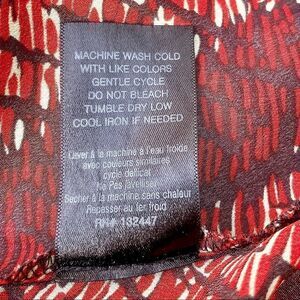 MACHINE WASH COLD
WITH LIKE COLORS
GENTLE CYCLE
DO NOT BLEACH
TUMBLE DRY LOW
COOL IRON IF NEEDED
Laver à la machine à l'eau froide
avec couleurs similaires
cycle délicat
Ne Pas javelliser
Secher à la machine sans chaleur
Repasser au fer froid
RN# 132447